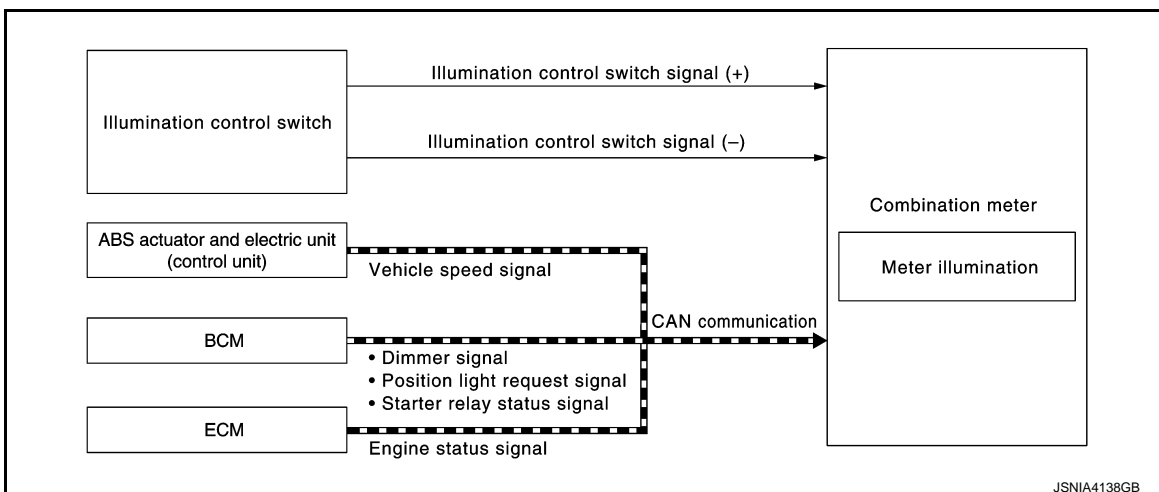 Illumination control switch
Illumination control switch signal (+)
Illumination control switch signal (–)
ABS actuator and electric unit
(control unit)
Vehicle speed signal
BCM
• Dimmer signal
• Position light request signal
• Starter relay status signal
ECM
Engine status signal
CAN communication
Combination meter
Meter illumination
JSNIA4138GB